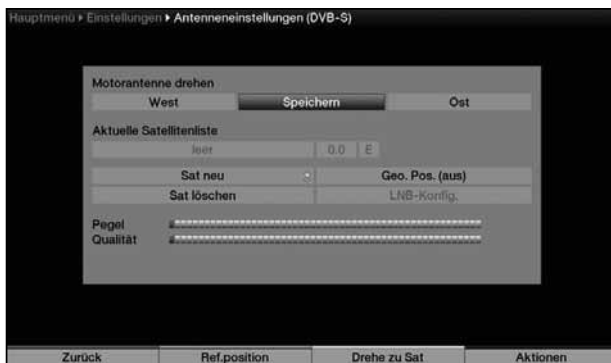 Hauptmenü ▸ Einstellungen ▸ Antenneneinstellungen (DVB-S)
Motorantenne drehen
West Speichern Ost
Aktuelle Satellitenliste
leer 0.0 E
Sat neu Geo. Pos. (aus)
Sat löschen LNB-Konfig.
Pegel
Qualität
Zurück Ref.position Drehe zu Sat Aktionen